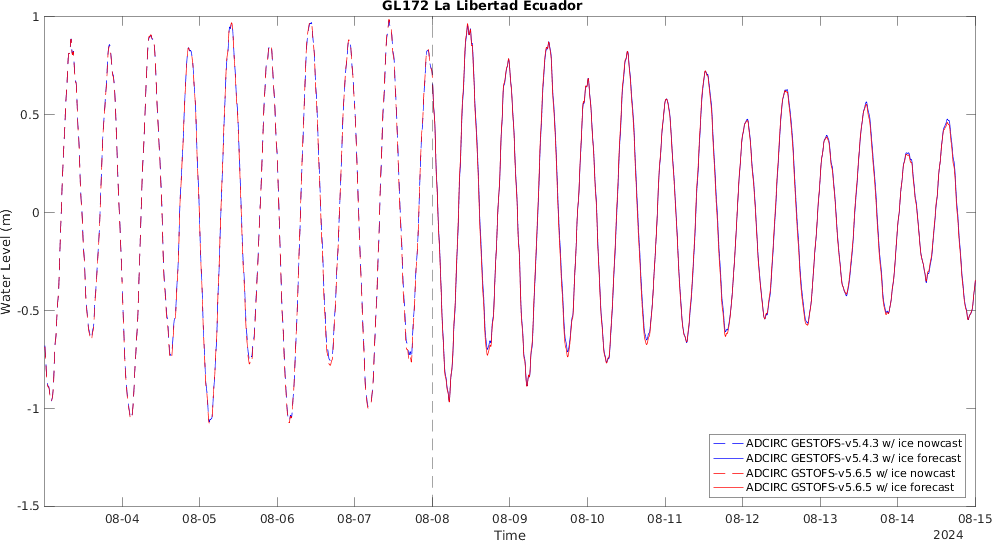 GL172 La Libertad Ecuador
Water Level (m)
1
0.5
0
-0.5
-1
-1.5
ADCIRC GESTOFS-v5.4.3 w/ ice nowcast
ADCIRC GESTOFS-v5.4.3 w/ ice forecast
ADCIRC GSTOFS-v5.6.5 w/ ice nowcast
ADCIRC GSTOFS-v5.6.5 w/ ice forecast
08-04 08-05 08-06 08-07 08-08 08-09 08-10 08-11 08-12 08-13 08-14 08-15
Time
2024